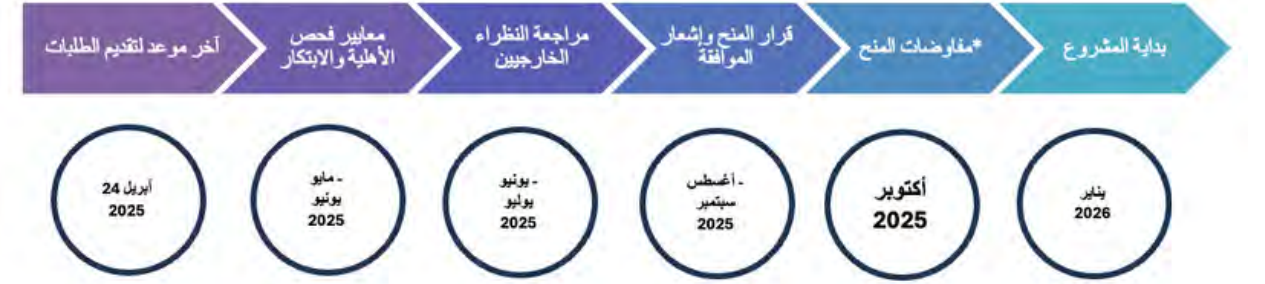 آخر موعد لتقديم الطلبات
معايير فحص
الأهلية والابتكار
مراجعة النظراء
الخارجيين
قرار المنح وإشعار
الموافقة
*مفاوضات المنح
بداية المشروع
أبريل 24
2025
- مايو
يونيو
2025
- يونيو
يوليو
2025
- أغسطس
سبتمبر
2025
أكتوبر
2025
يناير
2026